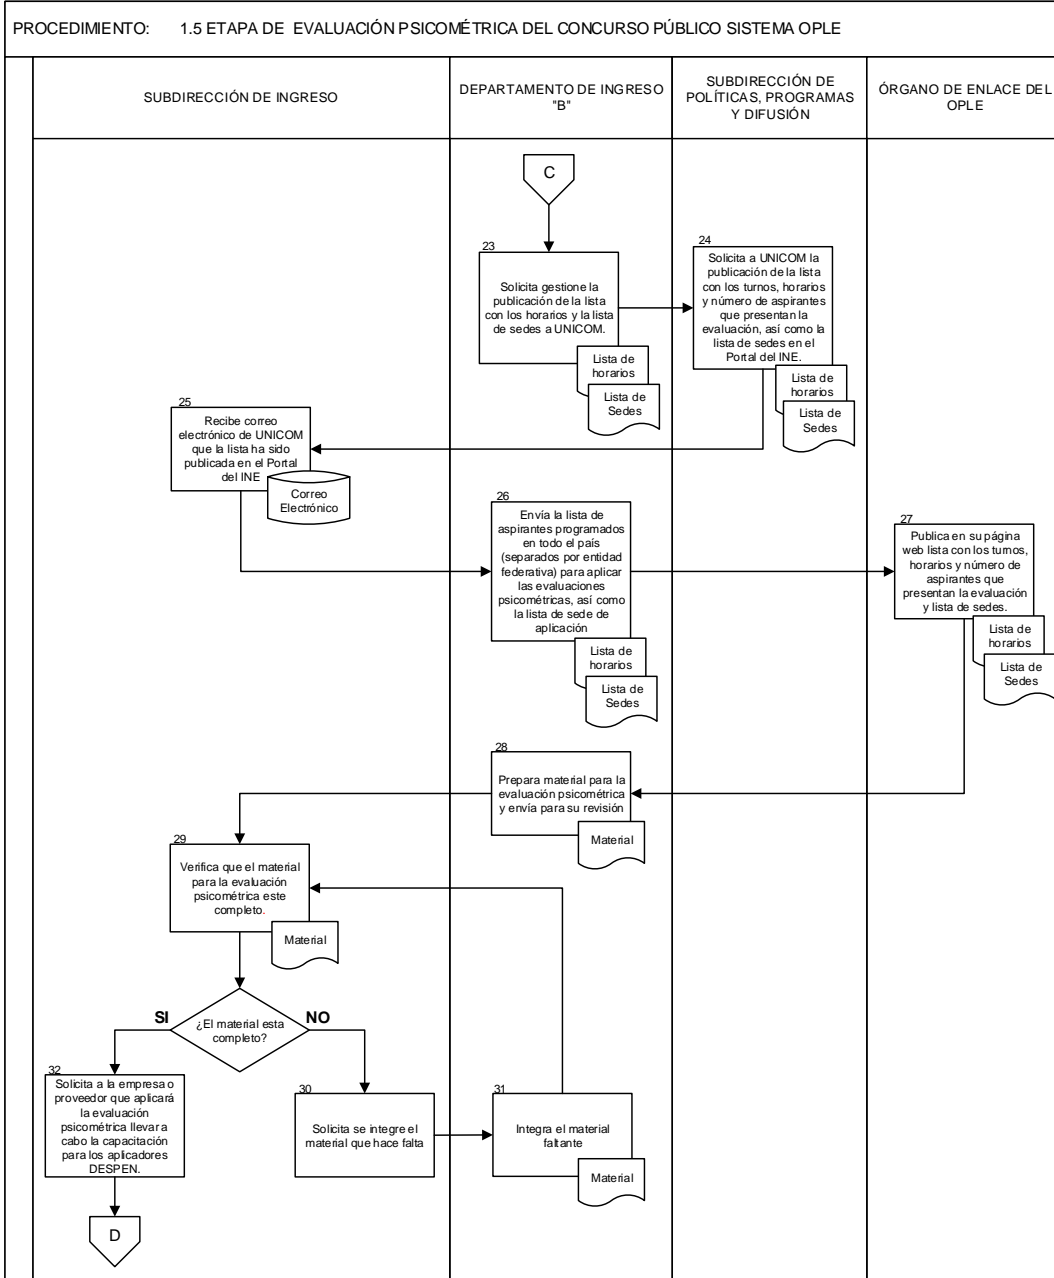 PROCEDIMIENTO: 1.5 ETAPA DE EVALUACIÓN PSICOMÉTRICA DEL CONCURSO PÚBLICO SISTEMA OPLE
SUBDIRECCIÓN DE INGRESO
DEPARTAMENTO DE INGRESO
"B"
SUBDIRECCIÓN DE
POLÍTICAS, PROGRAMAS
Y DIFUSIÓN
ÓRGANO DE ENLACE DEL
OPLE
C
23
Solicita gestione la
publicación de la lista
con los horarios y la lista
de sedes a UNICOM.
Lista de
horarios
Lista de
Sedes
24
Solicita a UNICOM la
publicación de la lista
con los turnos, horarios
y número de aspirantes
que presentan la
evaluación, así como la
lista de sedes en el
Portal del INE.
Lista de
horarios
Lista de
Sedes
25
Recibe correo
electrónico de UNICOM
que la lista ha sido
publicada en el Portal
del INE
Correo
Electrónico
26
Envía la lista de
aspirantes programados
en todo el país
(separados por entidad
federativa) para aplicar
las evaluaciones
psicométricas, así como
la lista de sede de
aplicación
Lista de
horarios
Lista de
Sedes
27
Publica en su página
web lista con los turnos,
horarios y número de
aspirantes que
presentan la evaluación
y lista de sedes.
Lista de
horarios
Lista de
Sedes
28
Prepara material para la
evaluación psicométrica
y envía para su revisión
Material
29
Verifica que el material
para la evaluación
psicométrica este
completo.
Material
¿El material esta
completo?
SI
NO
32
Solicita a la empresa o
proveedor que aplicará
la evaluación
psicométrica llevar a
cabo la capacitación
para los aplicadores
DESPEN.
30
Solicita se integre el
material que hace falta
31
Integra el material
faltante
Material
D